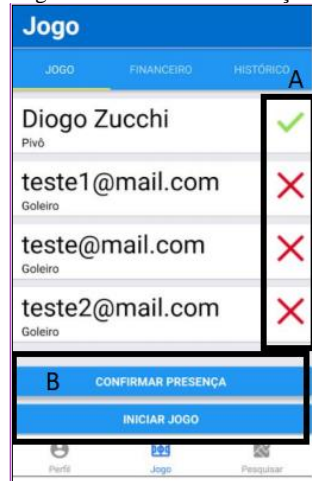 Jogo
JOGO FINANCEIRO HISTÓRICO
A
Diogo Zucchi
Pivô
teste1@mail.com
Goleiro
teste@mail.com
Goleiro
teste2@mail.com
Goleiro
B CONFIRMAR PRESENÇA
INICIAR JOGO
Perfil Jogo Pesquisar